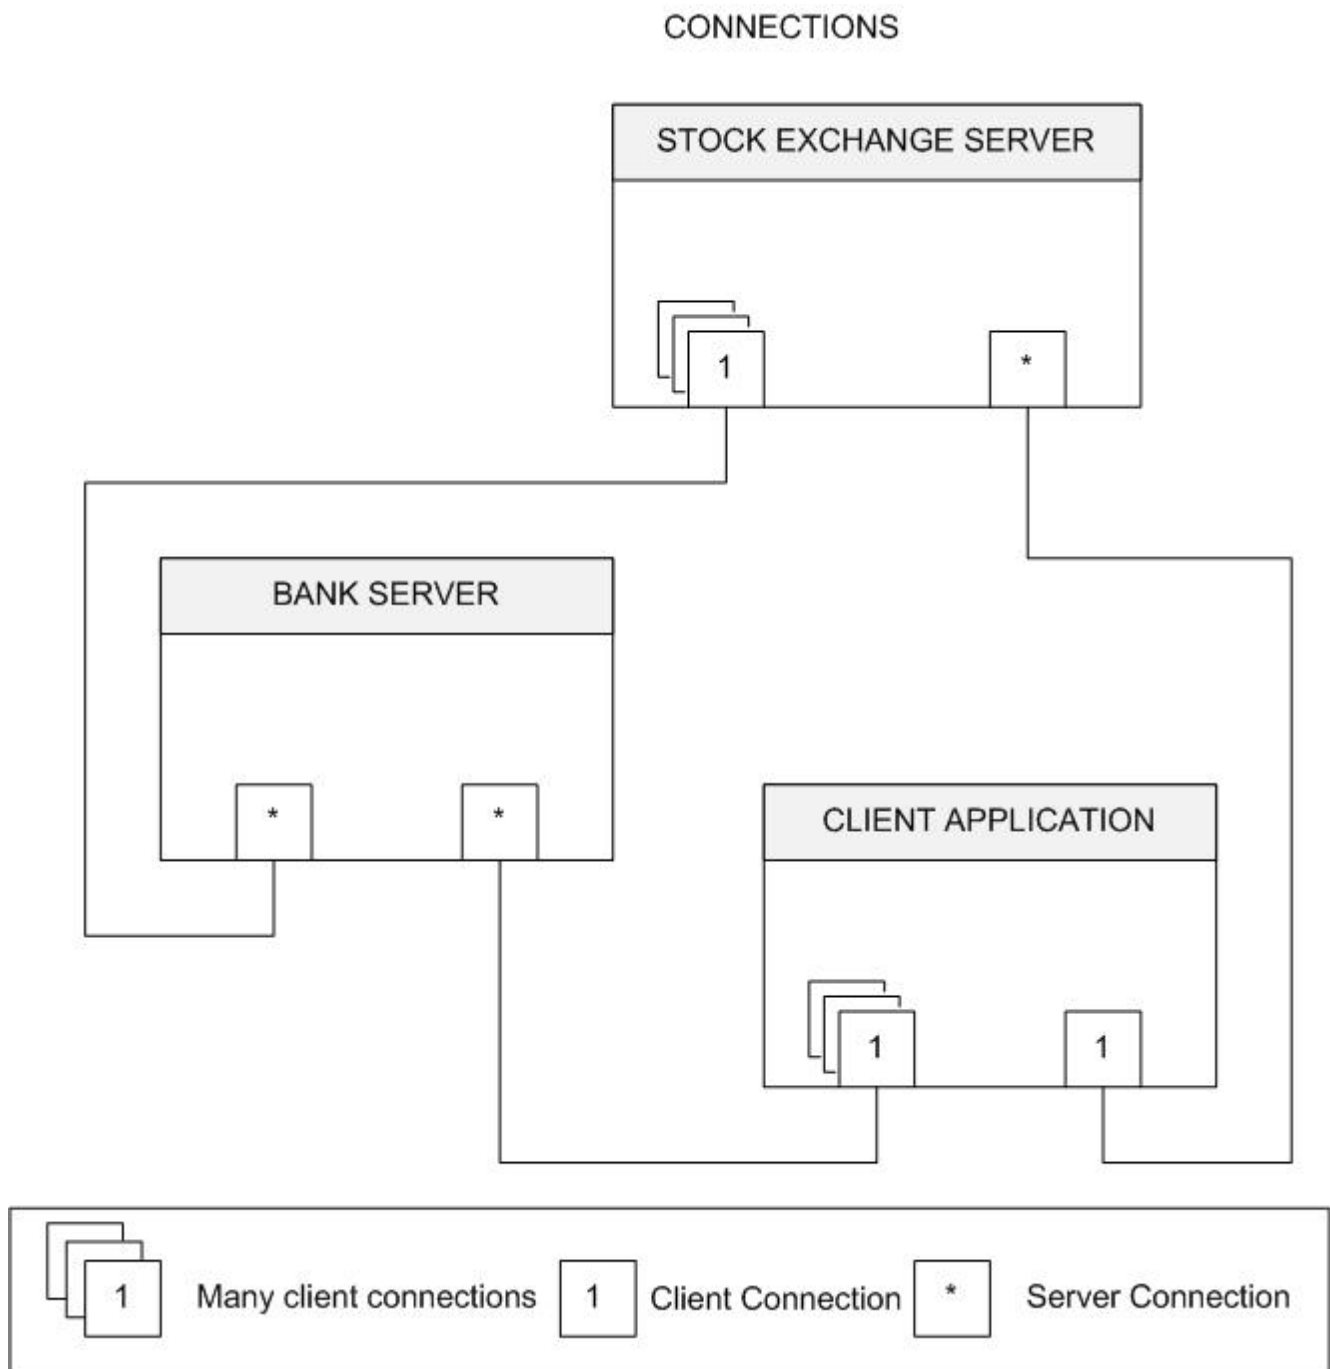 CONNECTIONS
STOCK EXCHANGE SERVER
1
*
BANK SERVER
*
*
CLIENT APPLICATION
1
1
1
Many client connections
1
Client Connection
*
Server Connection